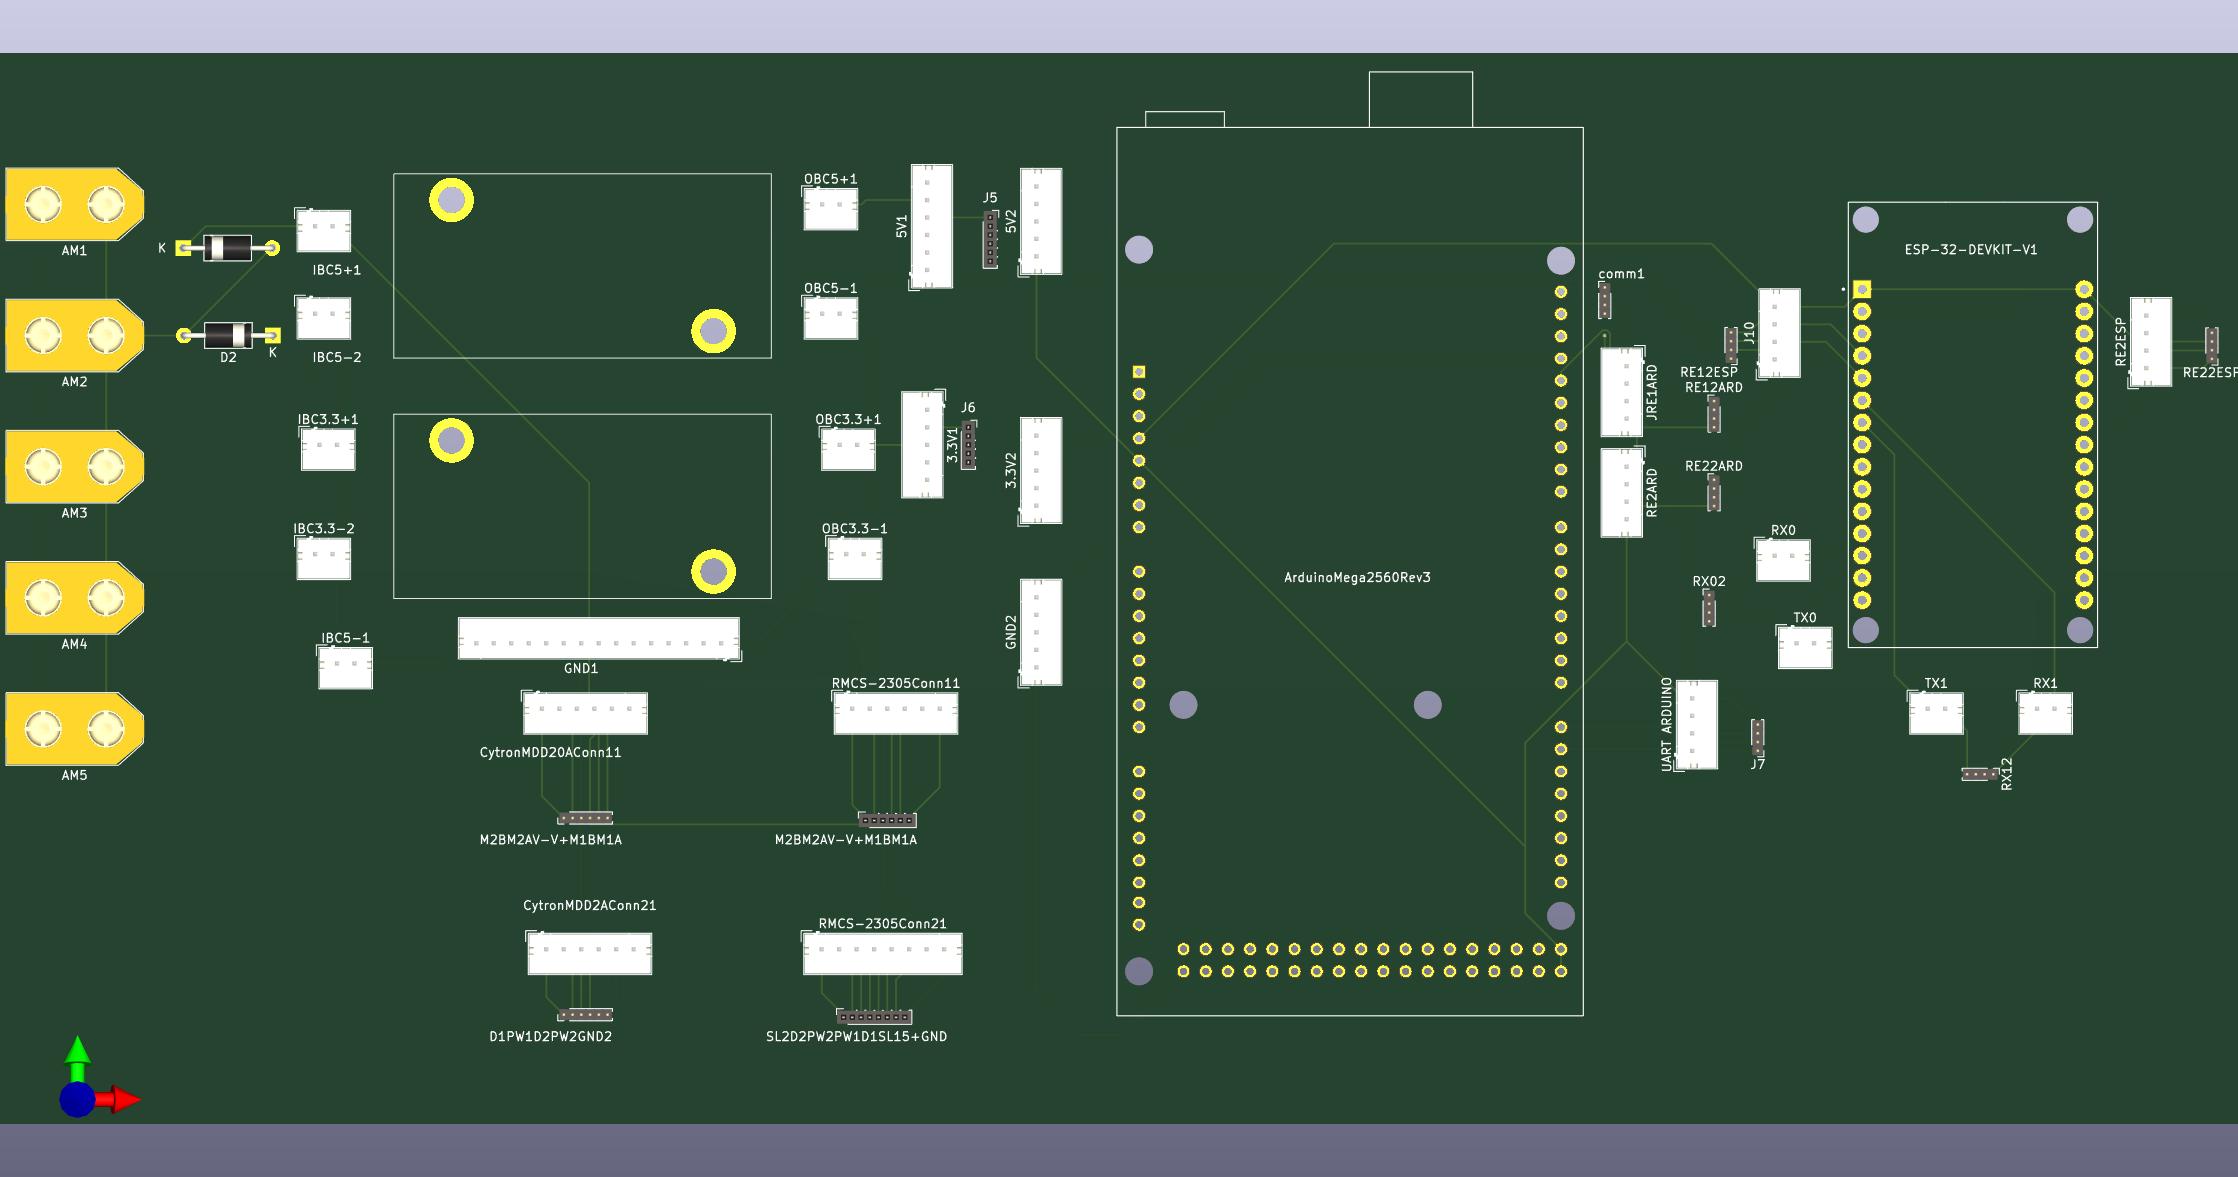 AM1
AM2
AM3
AM4
AM5
K
D2
K
IBC5+1
IBC5-2
IBC3.3+1
IBC3.3-2
IBC5-1
GND1
CytronMDD20AConn11
M2BM2AV-V+M1BM1A
CytronMDD2AConn21
D1PW1D2PW2GND2
OBC5+1
OBC5-1
5V1
J5
5V2
OBC3.3+1
3.3V1
J6
3.3V2
OBC3.3-1
GND2
RMCS-2305Conn11
M2BM2AV-V+M1BM1A
RMCS-2305Conn21
SL2D2PW2PW1D1SL15+GND
ArduinoMega2560Rev3
comm1
JRE1ARD
RE12ESP
RE12ARD
J10
RE2ARD
RE22ARD
RX0
RX02
TX0
UART ARDUINO
J7
ESP-32-DEVKIT-V1
RE2ESP
RE22ESP
TX1
RX1
RX12